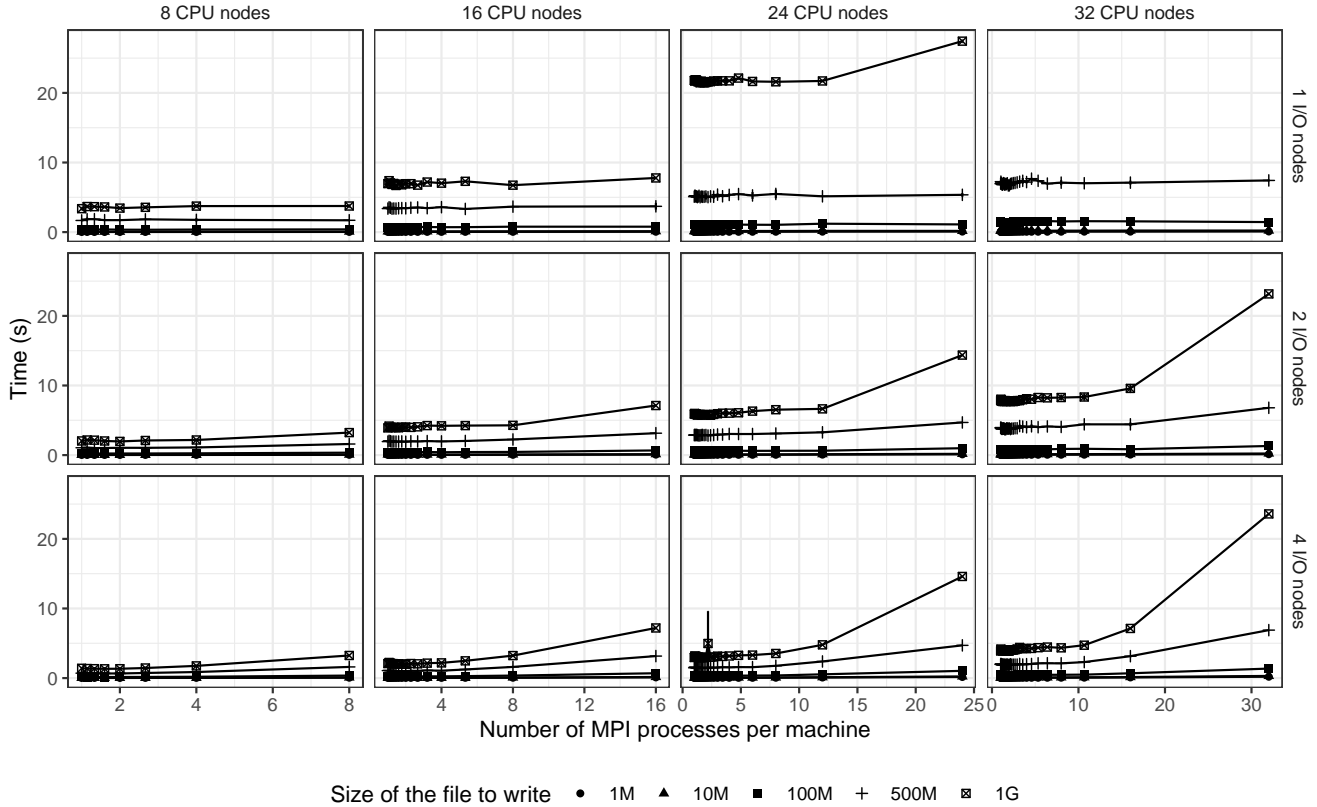 8 CPU nodes 16 CPU nodes 24 CPU nodes 32 CPU nodes
20
10
0
1 I/O nodes
20
10
0
2 I/O nodes
20
10
0
4 I/O nodes
Time (s)
2 4 6 8 4 8 12 16 0 5 10 15 20 25 0 10 20 30
Number of MPI processes per machine
Size of the file to write 1M 10M 100M 500M 1G